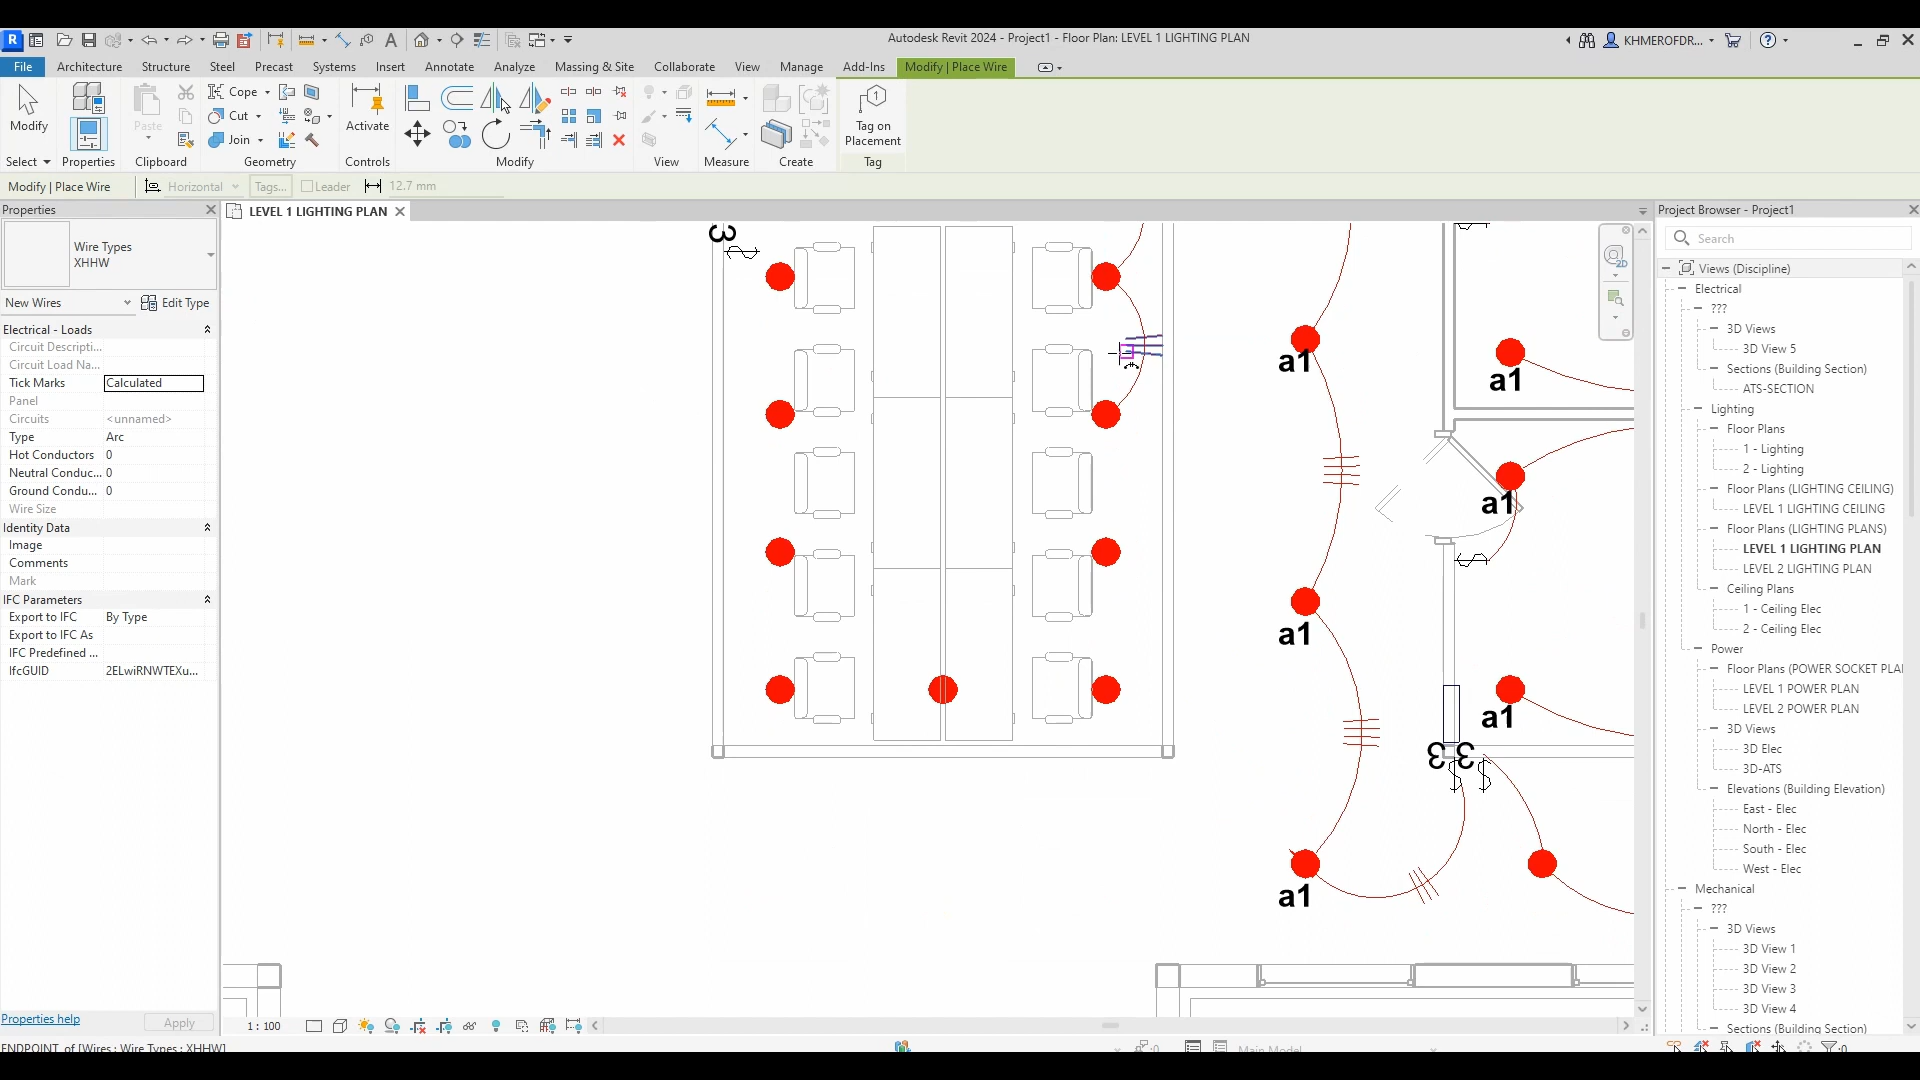 Autodesk Revit 2024 - Project1 - Floor Plan: LEVEL 1 LIGHTING PLAN
KHMEROFDR...
File Architecture Structure Steel Precast Systems Insert Annotate Analyze Massing & Site Collaborate View Manage Add-Ins Modify | Place Wire
Modify
Paste
Cope
Cut
Join
Activate
Tag on
Placement
Select Properties Clipboard Geometry Controls Modify View Measure Create Tag
Modify | Place Wire Horizontal Tags... Leader 12.7 mm
Properties
Wire Types
XHHW
New Wires Edit Type
Electrical - Loads
Circuit Descripti...
Circuit Load Na...
Tick Marks Calculated
Panel
Circuits <unnamed>
Type Arc
Hot Conductors 0
Neutral Conduc... 0
Ground Condu... 0
Wire Size
Identity Data
Image
Comments
Mark
IFC Parameters
Export to IFC By Type
Export to IFC As
IFC Predefined ...
IfcGUID 2ELwiRNWTEXu...
Properties help Apply
LEVEL 1 LIGHTING PLAN
3
$
a1
a1
a1
$
a1
a1
3 3
$ $
a1
1 : 100
ENDPOINT of [Wires : Wire Types : XHHW]
:0
Main Model
:0
Project Browser - Project1
Search
Views (Discipline)
Electrical
???
3D Views
3D View 5
Sections (Building Section)
ATS-SECTION
Lighting
Floor Plans
1 - Lighting
2 - Lighting
Floor Plans (LIGHTING CEILING)
LEVEL 1 LIGHTING CEILING
Floor Plans (LIGHTING PLANS)
LEVEL 1 LIGHTING PLAN
LEVEL 2 LIGHTING PLAN
Ceiling Plans
1 - Ceiling Elec
2 - Ceiling Elec
Power
Floor Plans (POWER SOCKET PLA
LEVEL 1 POWER PLAN
LEVEL 2 POWER PLAN
3D Views
3D Elec
3D-ATS
Elevations (Building Elevation)
East - Elec
North - Elec
South - Elec
West - Elec
Mechanical
???
3D Views
3D View 1
3D View 2
3D View 3
3D View 4
Sections (Building Section)